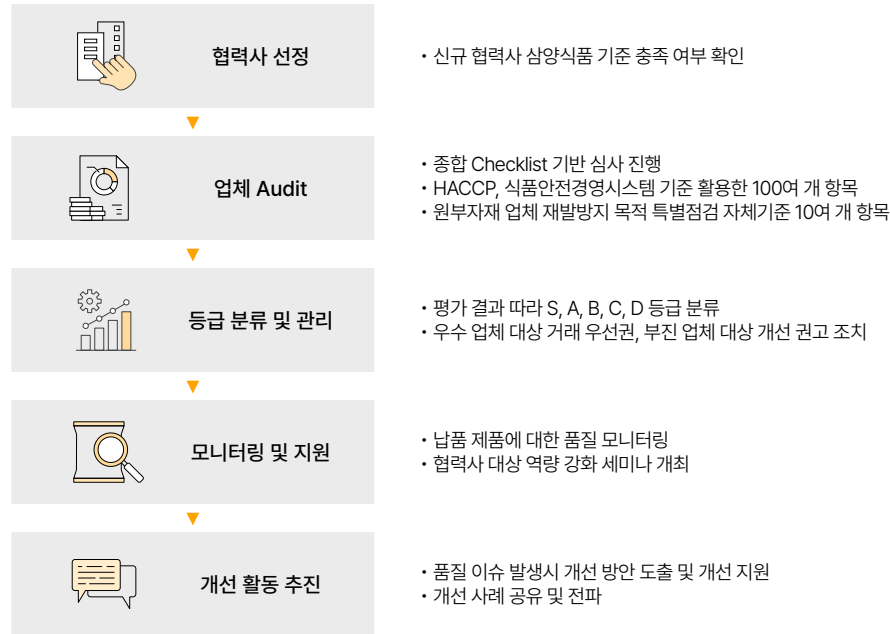 협력사 선정
• 신규 협력사 삼양식품 기준 충족 여부 확인
업체 Audit
• 종합 Checklist 기반 심사 진행
• HACCP, 식품안전경영시스템 기준 활용한 100여 개 항목
• 원부자재 업체 재발방지 목적 특별점검 자체기준 10여 개 항목
등급 분류 및 관리
• 평가 결과 따라 S, A, B, C, D 등급 분류
• 우수 업체 대상 거래 우선권, 부진 업체 대상 개선 권고 조치
모니터링 및 지원
• 납품 제품에 대한 품질 모니터링
• 협력사 대상 역량 강화 세미나 개최
개선 활동 추진
• 품질 이슈 발생시 개선 방안 도출 및 개선 지원
• 개선 사례 공유 및 전파